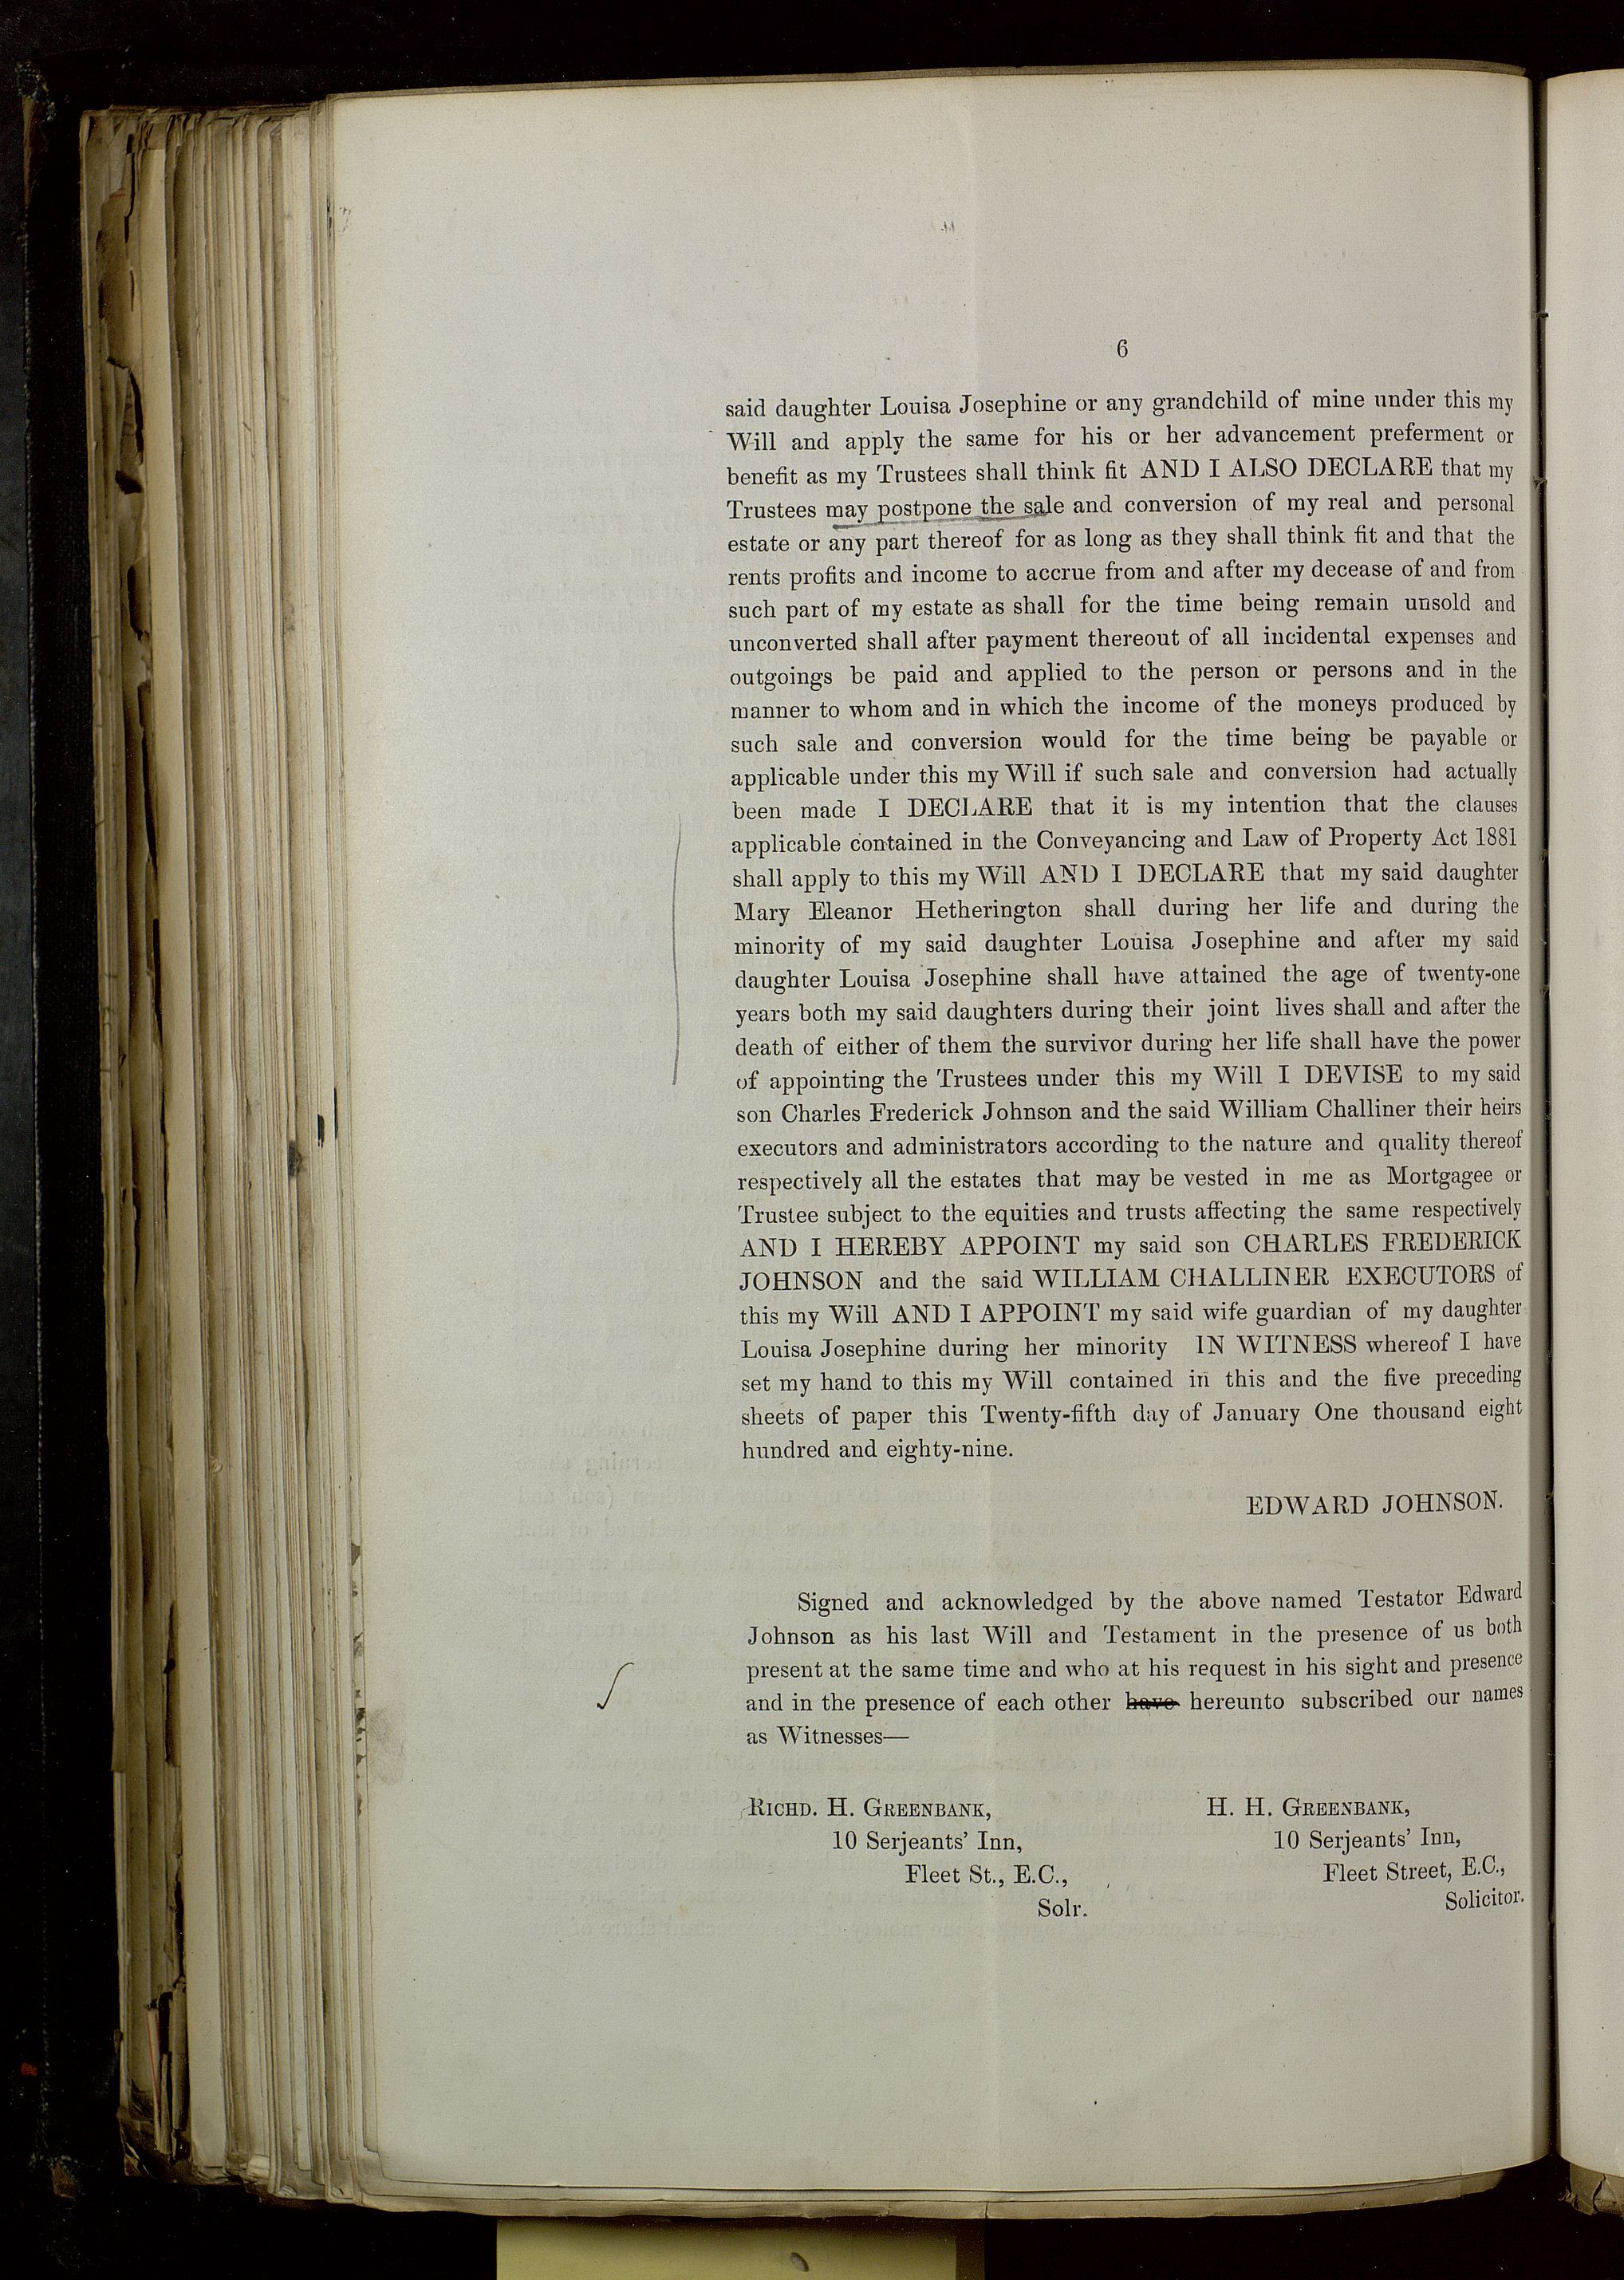 6
said daughter Louisa Josephine or any grandchild of mine under this my
Will and apply the same for his or her advancement preferment or
benefit as my Trustees shall think fit AND I ALSO DECLARE that my
Trustees may postpone the sale and conversion of my real and personal
estate or any part thereof for as long as they shall think fit and that the
rents profits and income to accrue from and after my decease of and from
such part of my estate as shall for the time being remain unsold and
unconverted shall after payment thereout of all incidental expenses and
outgoings be paid and applied to the person or persons and in the
manner to whom and in which the income of the moneys produced by
such sale and conversion would for the time being be payable or
applicable under this my Will if such sale and conversion had actually
been made I DECLARE that it is my intention that the clauses
applicable contained in the Conveyancing and Law of Property Act 1881
shall apply to this my Will AND I DECLARE that my said daughter
Mary Eleanor Hetherington shall during her life and during the
minority of my said daughter Louisa Josephine and after my said
daughter Louisa Josephine shall have attained the age of twenty-one
years both my said daughters during their joint lives shall and after the
death of either of them the survivor during her life shall have the power
of appointing the Trustees under this my Will I DEVISE to my said
son Charles Frederick Johnson and the said William Challiner their heirs
executors and administrators according to the nature and quality thereof
respectively all the estates that may be vested in me as Mortgagee or
Trustee subject to the equities and trusts affecting the same respectively
AND I HEREBY APPOINT my said son CHARLES FREDERICK
JOHNSON and the said WILLIAM CHALLINER EXECUTORS of
this my Will AND I APPOINT my said wife guardian of my daughter
Louisa Josephine during her minority IN WITNESS whereof I have
set my hand to this my Will contained in this and the five preceding
sheets of paper this Twenty-fifth day of January One thousand eight
hundred and eighty-nine.
EDWARD JOHNSON.
Signed and acknowledged by the above named Testator Edward
Johnson as his last Will and Testament in the presence of us both
present at the same time and who at his request in his sight and presence
and in the presence of each other have hereunto subscribed our names
as Witnesses—
RICHD. H. GREENBANK,
10 Serjeants' Inn,
Fleet St., E.C.,
Solr.
H. H. GREENBANK,
10 Serjeants' Inn,
Fleet Street, E.C.,
Solicitor.